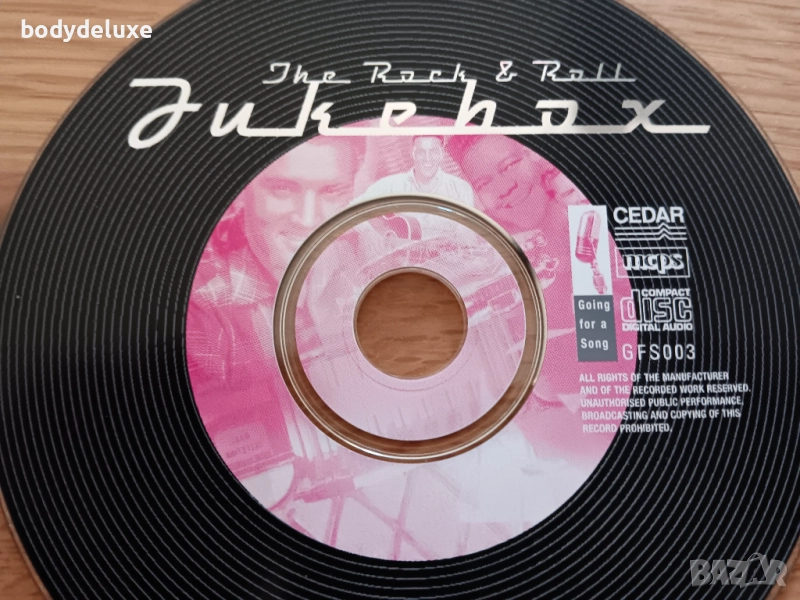 bodydeluxe
The Rock & Roll
Jukebox
CEDAR
mcps
COMPACT
disc
DIGITAL AUDIO
Going
for a
Song
GFS003
ALL RIGHTS OF THE MANUFACTURER
AND OF THE RECORDED WORK RESERVED.
UNAUTHORISED PUBLIC PERFORMANCE,
BROADCASTING AND COPYING OF THIS
RECORD PROHIBITED.
BAZAR